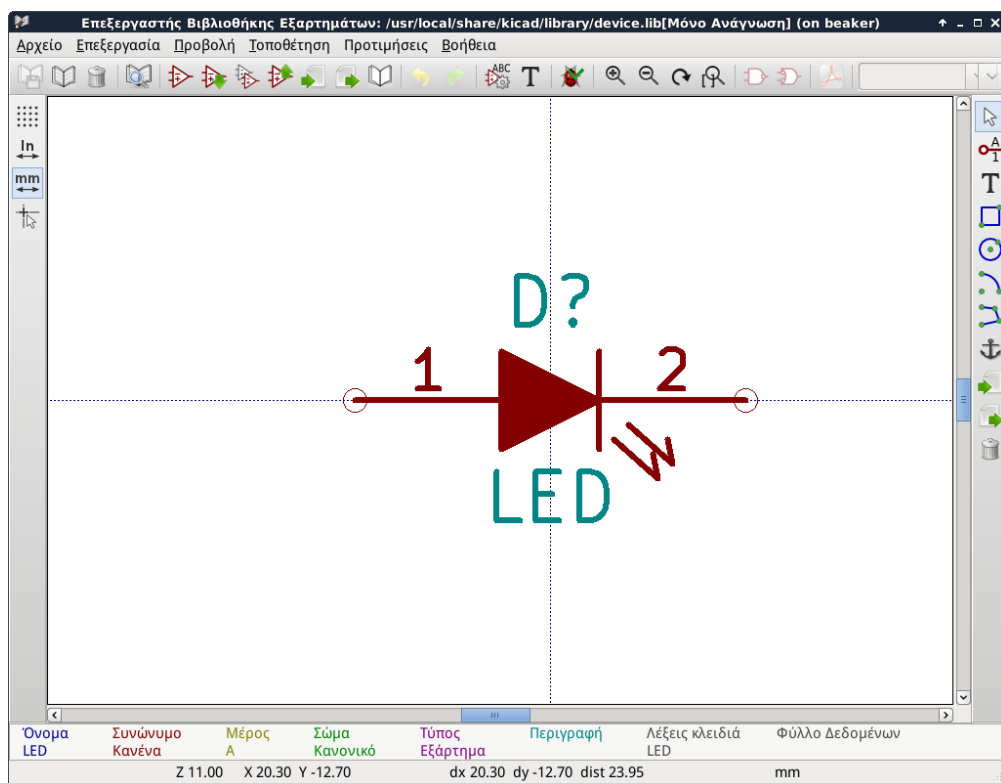 Επεξεργαστής Βιβλιοθήκης Εξαρτημάτων: /usr/local/share/kicad/library/device.lib[Μόνο Ανάγνωση] (on beaker)
Αρχείο Επεξεργασία Προβολή Τοποθέτηση Προτιμήσεις Βοήθεια
ABC T
In
mm
A
1
T
D?
1 2
LED
Όνομα Συνώνυμο Μέρος Σώμα Τύπος Περιγραφή Λέξεις κλειδιά Φύλλο Δεδομένων
LED Κανένα A Κανονικό Εξάρτημα LED
Z 11.00 X 20.30 Y -12.70 dx 20.30 dy -12.70 dist 23.95 mm